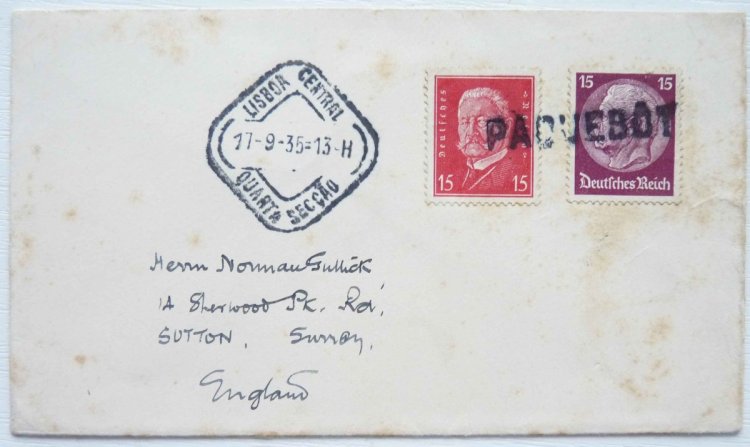 LISBOA CENTRAL
17-9-35=13-H
QUARTA SECÇÃO
Deutsches
15 15
15 15
Deutsches Reich
PAQUEBOT
Herrn Norman Gullick
14 Sherwood Pk. Rd,
SUTTON, Surrey,
England